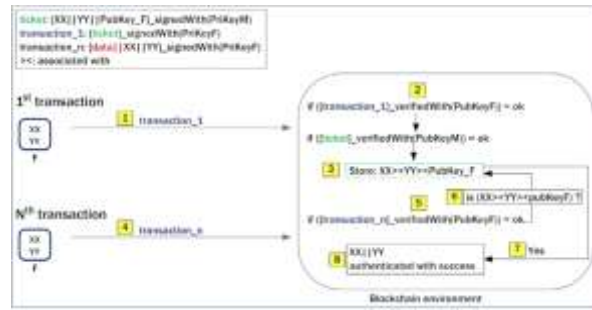 ticket: (XX||YY||PubKey_F)_signedWith(PriKeyM)
transaction_1: (ticket)_signedWith(PriKeyF)
transaction_n: (data||XX||YY)_signedWith(PriKeyF)
><: associated with
1st transaction
XX
YY
F
1 transaction_1
2
if ((transaction_1)_verifiedWith(PubKeyF)) = ok
if ((ticket)_verifiedWith(PubKeyM)) = ok
3 Store: XX><YY><PubKey_F
Nth transaction
XX
YY
F
4 transaction_n
6 is (XX><YY><pubKeyF) ?
5
if ((transaction_n)_verifiedWith(PubKeyF)) = ok
7 Yes
8 XX||YY
authenticated with success
Blockchain environment